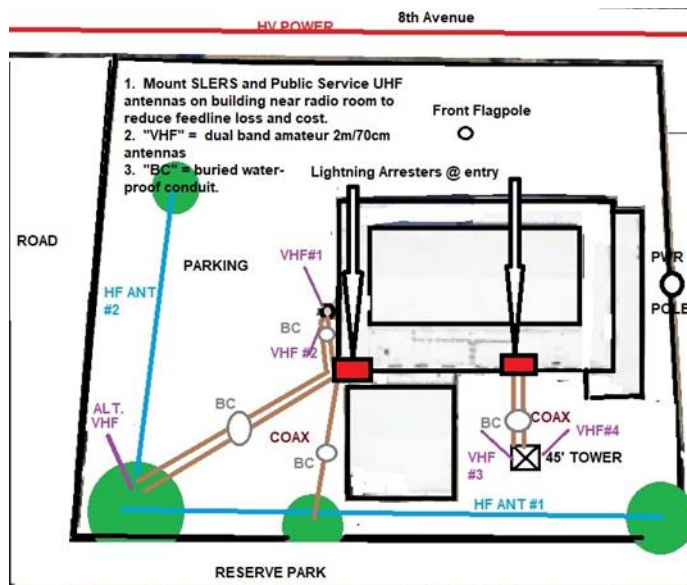 8th Avenue
HV POWER
1. Mount SLERS and Public Service UHF
antennas on building near radio room to
reduce feedline loss and cost.
2. "VHF" = dual band amateur 2m/70cm
antennas
3. "BC" = buried water-
proof conduit.
Front Flagpole
Lightning Arresters @ entry
ROAD
PARKING
VHF#1
PWR
POLE
HF ANT
#2
BC
VHF #2
ALT.
VHF
BC
COAX
BC
BC
COAX
VHF#4
VHF
#3
45' TOWER
HF ANT #1
RESERVE PARK